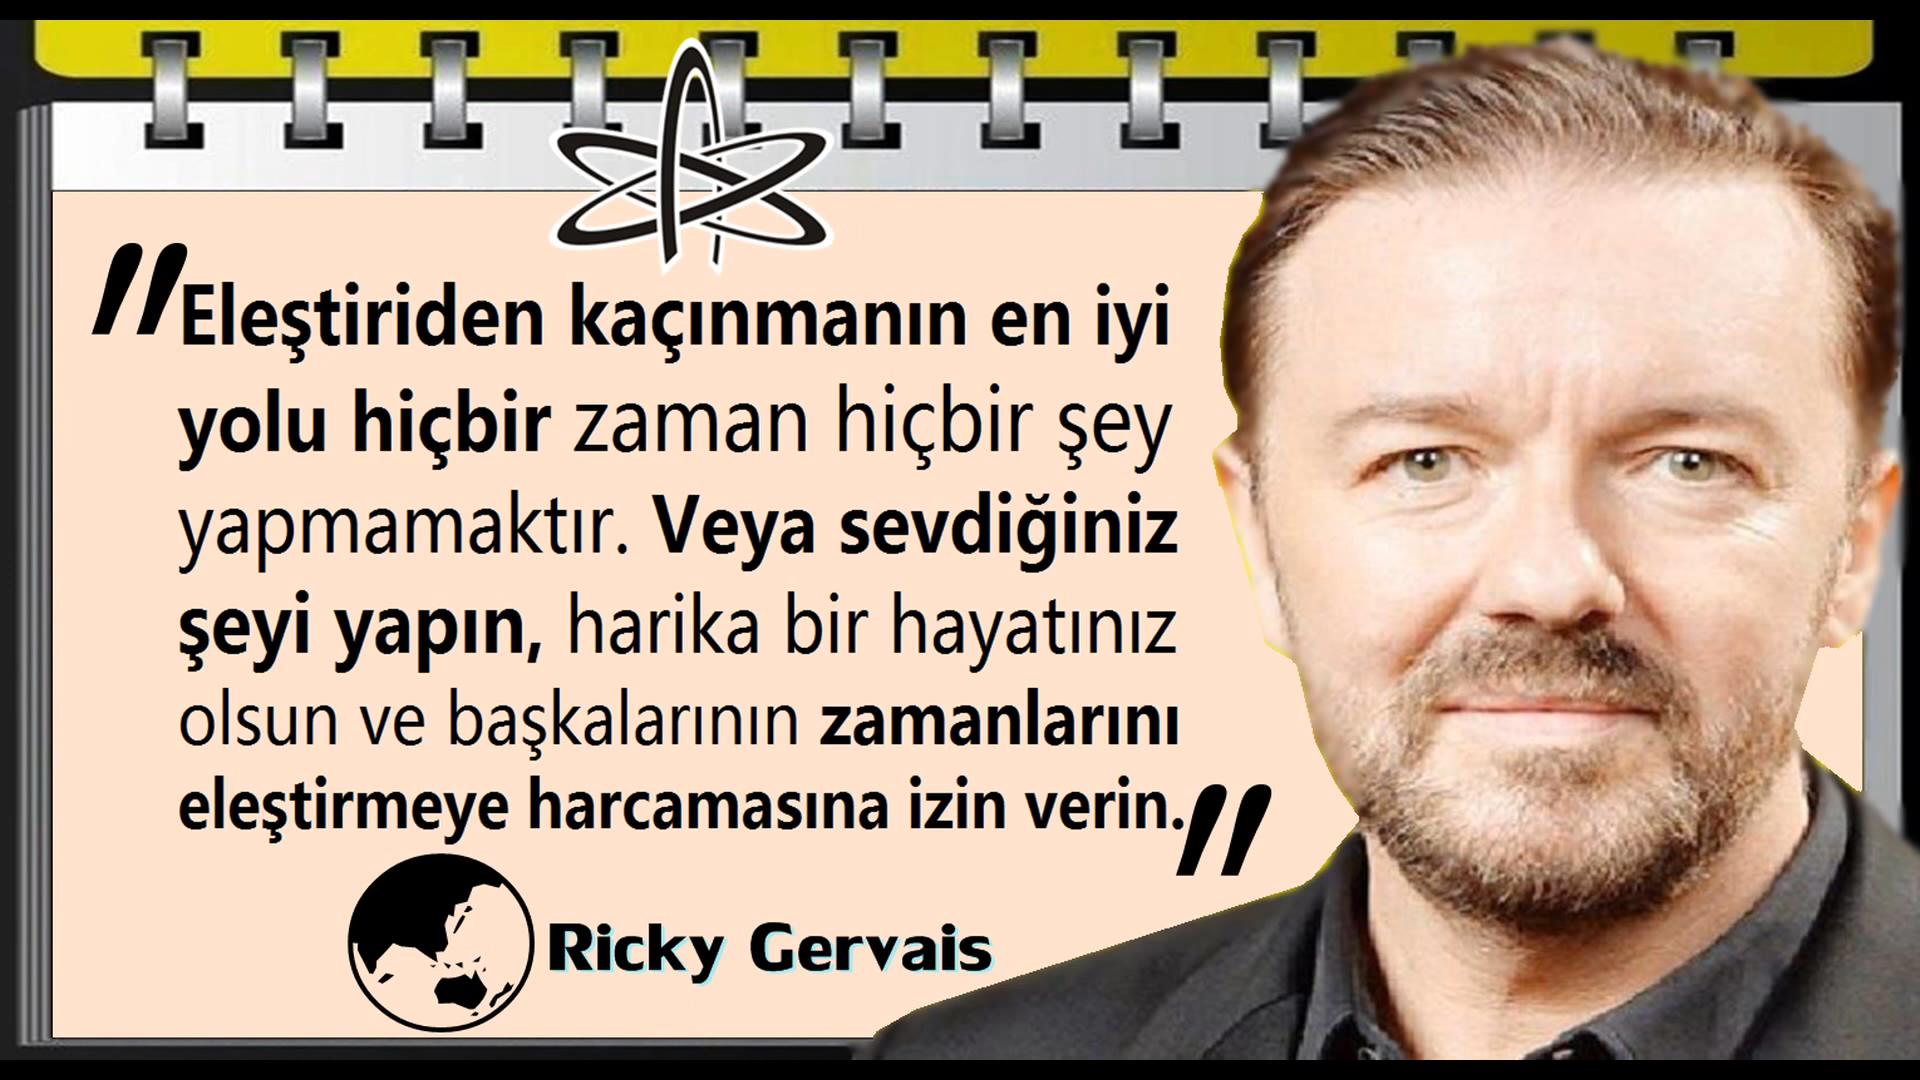 "Eleştiriden kaçınmanın en iyi
yolu hiçbir zaman hiçbir şey
yapmamaktır. Veya sevdiğiniz
şeyi yapın, harika bir hayatınız
olsun ve başkalarının zamanlarını
eleştirmeye harcamasına izin verin."
Ricky Gervais